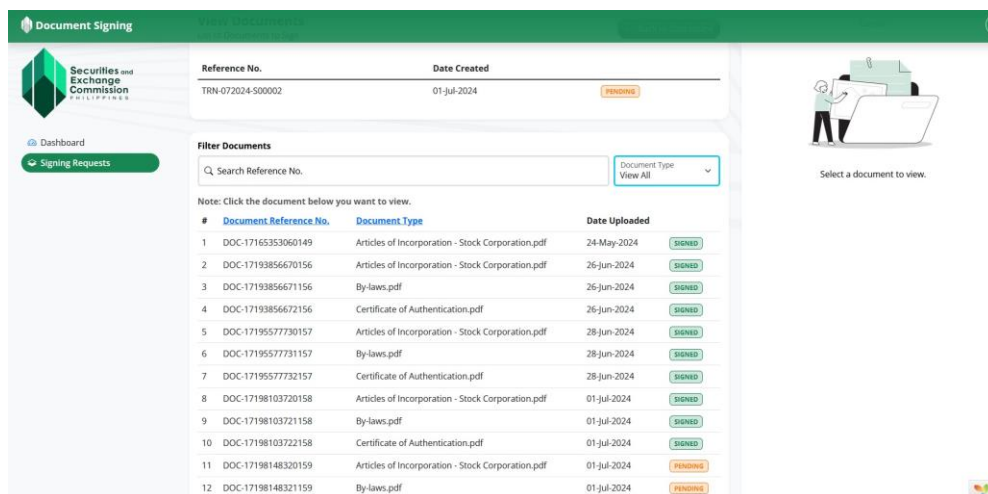 Document Signing
View Documents
Securities and
Exchange
Commission
PHILIPPINES
Dashboard
Signing Requests
Reference No. Date Created
TRN-072024-S00002 01-Jul-2024 PENDING
Filter Documents
Search Reference No.
Document Type
View All
Note: Click the document below you want to view.
# Document Reference No. Document Type Date Uploaded
1 DOC-17165353060149 Articles of Incorporation - Stock Corporation.pdf 24-May-2024 SIGNED
2 DOC-17193856670156 Articles of Incorporation - Stock Corporation.pdf 26-Jun-2024 SIGNED
3 DOC-17193856671156 By-laws.pdf 26-Jun-2024 SIGNED
4 DOC-17193856672156 Certificate of Authentication.pdf 26-Jun-2024 SIGNED
5 DOC-17195577730157 Articles of Incorporation - Stock Corporation.pdf 28-Jun-2024 SIGNED
6 DOC-17195577731157 By-laws.pdf 28-Jun-2024 SIGNED
7 DOC-17195577732157 Certificate of Authentication.pdf 28-Jun-2024 SIGNED
8 DOC-17198103720158 Articles of Incorporation - Stock Corporation.pdf 01-Jul-2024 SIGNED
9 DOC-17198103721158 By-laws.pdf 01-Jul-2024 SIGNED
10 DOC-17198103722158 Certificate of Authentication.pdf 01-Jul-2024 SIGNED
11 DOC-17198148320159 Articles of Incorporation - Stock Corporation.pdf 01-Jul-2024 PENDING
12 DOC-17198148321159 By-laws.pdf 01-Jul-2024 PENDING
Select a document to view.